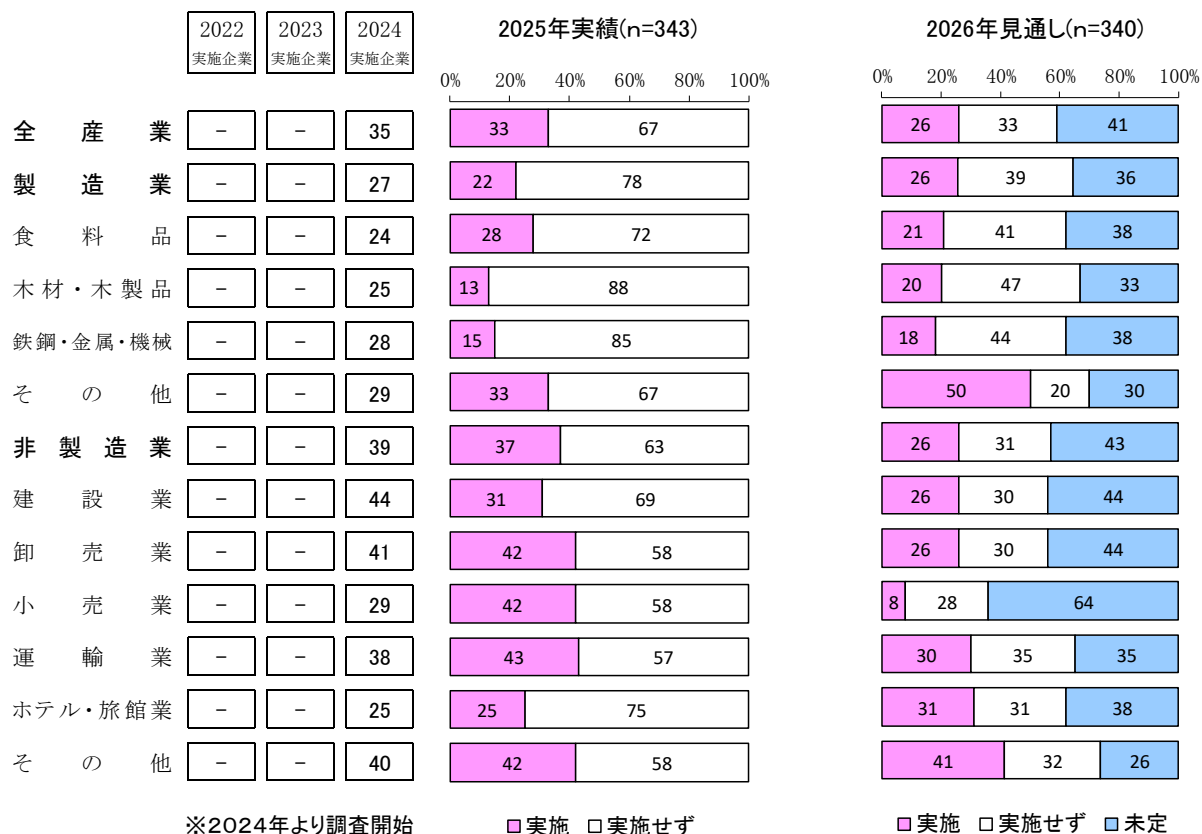 2022 2023 2024 2025年実績(n=343) 2026年見通し(n=340)
実施企業 実施企業 実施企業
0% 20% 40% 60% 80% 100% 0% 20% 40% 60% 80% 100%
全産業 − − 35 33 67 26 33 41
製造業 − − 27 22 78 26 39 36
食料品 − − 24 28 72 21 41 38
木材・木製品 − − 25 13 88 20 47 33
鉄鋼・金属・機械 − − 28 15 85 18 44 38
その他 − − 29 33 67 50 20 30
非製造業 − − 39 37 63 26 31 43
建設業 − − 44 31 69 26 30 44
卸売業 − − 41 42 58 26 30 44
小売業 − − 29 42 58 8 28 64
運輸業 − − 38 43 57 30 35 35
ホテル・旅館業 − − 25 25 75 31 31 38
その他 − − 40 42 58 41 32 26
※2024年より調査開始 実施 実施せず 実施 実施せず 未定